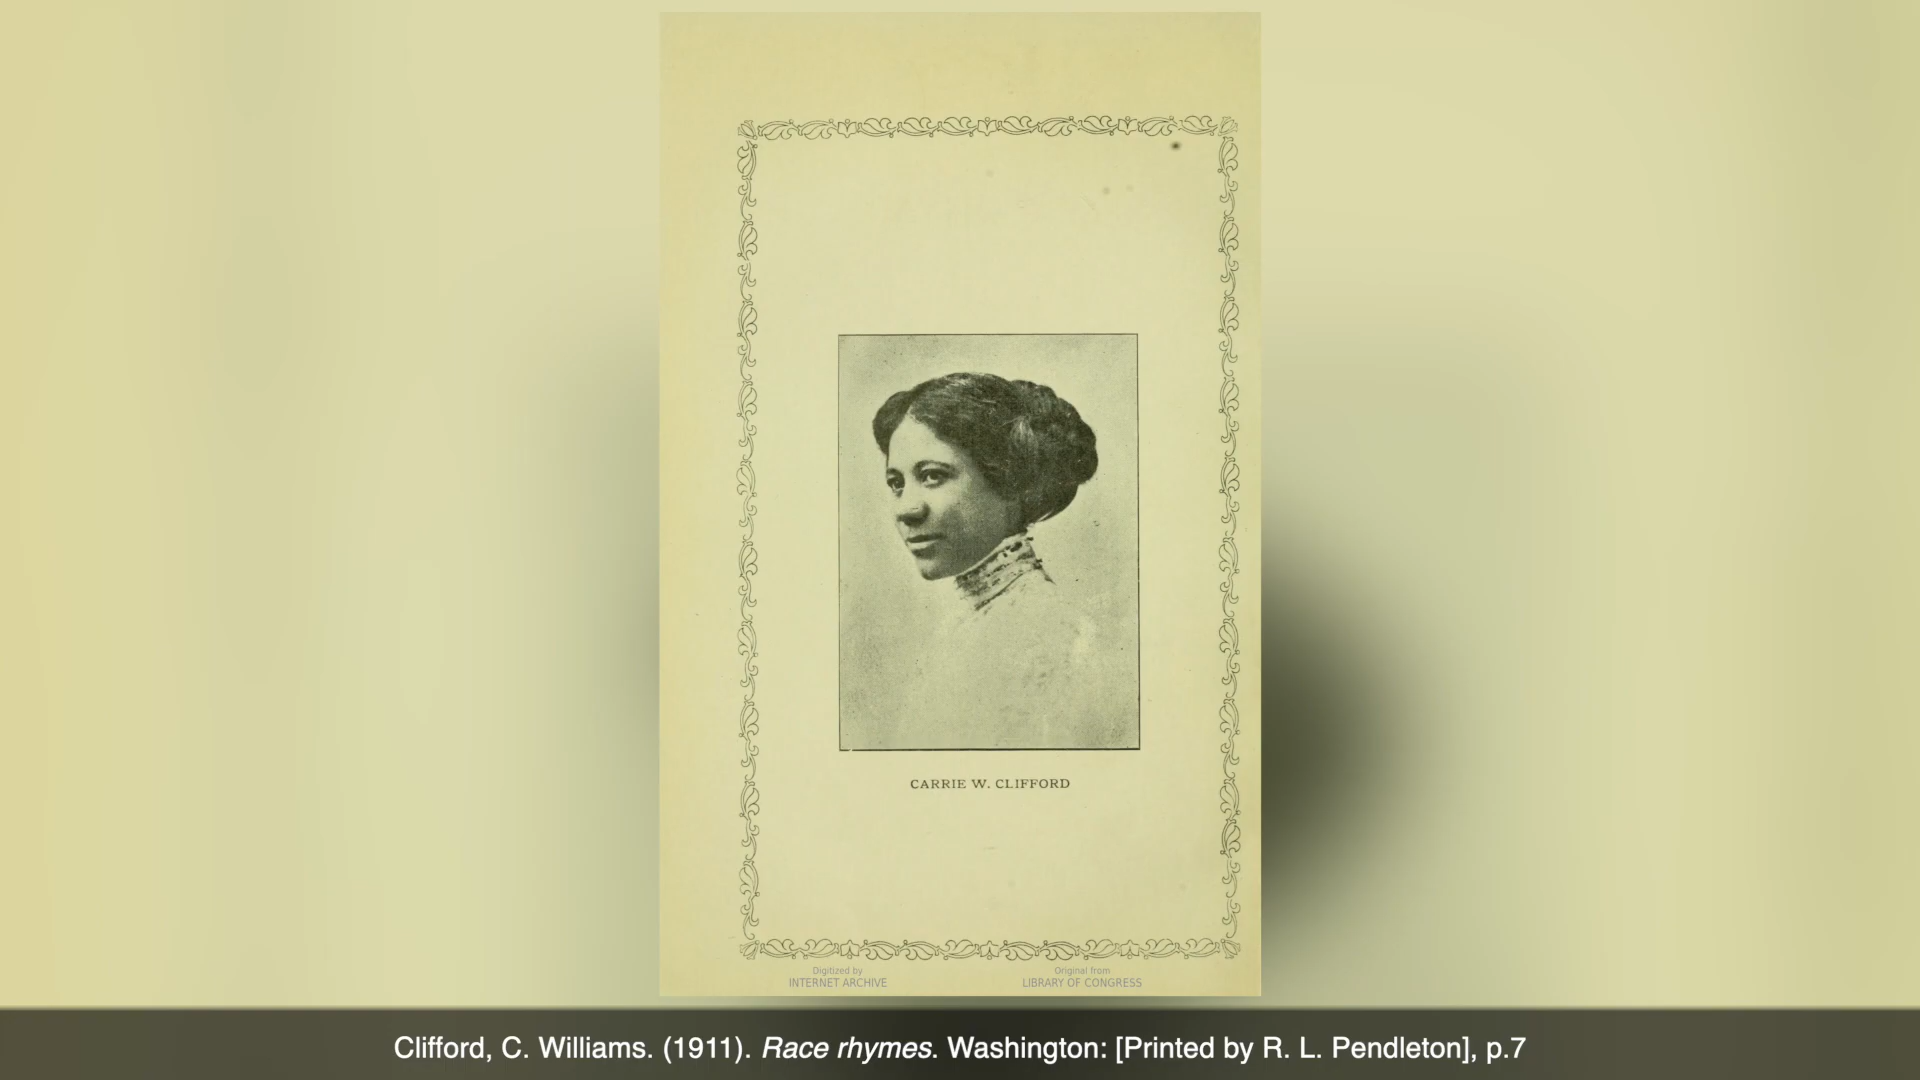 CARRIE W. CLIFFORD
Digitized by
INTERNET ARCHIVE
Original from
LIBRARY OF CONGRESS
Clifford, C. Williams. (1911). Race rhymes. Washington: [Printed by R. L. Pendleton], p.7